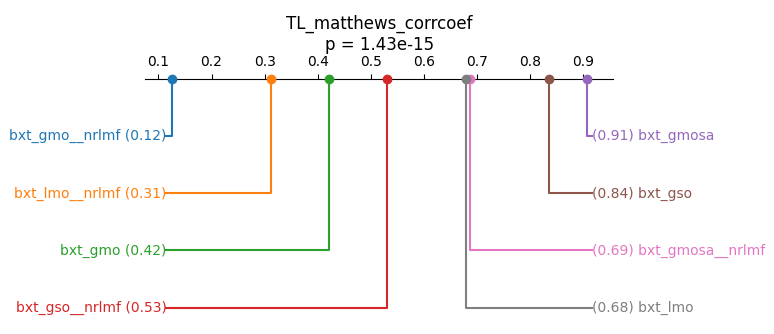 TL_matthews_corrcoef
p = 1.43e-15
0.1 0.2 0.3 0.4 0.5 0.6 0.7 0.8 0.9
bxt_gmo__nrlmf (0.12) (0.91) bxt_gmosa
bxt_lmo__nrlmf (0.31) (0.84) bxt_gso
bxt_gmo (0.42) (0.69) bxt_gmosa__nrlmf
bxt_gso__nrlmf (0.53) (0.68) bxt_lmo